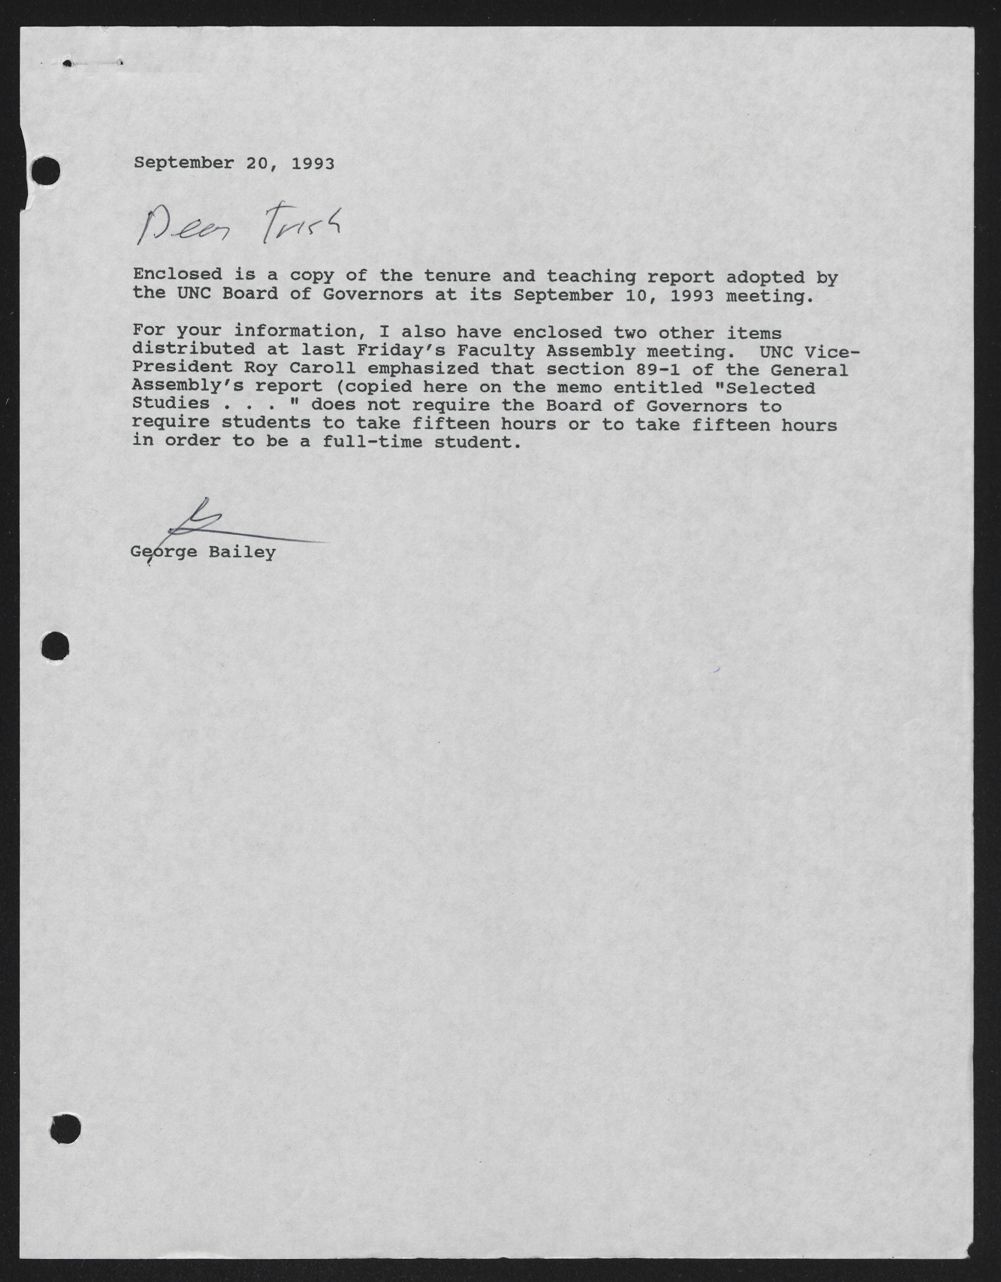 September 20, 1993
Dear Trish
Enclosed is a copy of the tenure and teaching report adopted by
the UNC Board of Governors at its September 10, 1993 meeting.
For your information, I also have enclosed two other items
distributed at last Friday's Faculty Assembly meeting.  UNC Vice-
President Roy Caroll emphasized that section 89-1 of the General
Assembly's report (copied here on the memo entitled "Selected
Studies . . . " does not require the Board of Governors to
require students to take fifteen hours or to take fifteen hours
in order to be a full-time student.
George Bailey